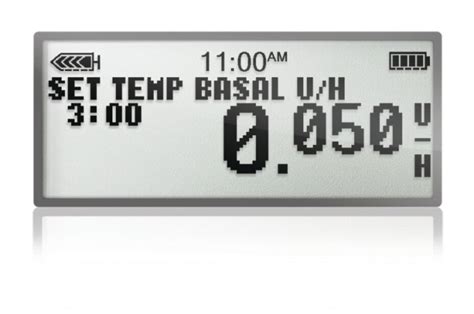 11:00AM
SET TEMP BASAL U/H
3:00 0.050 U/H